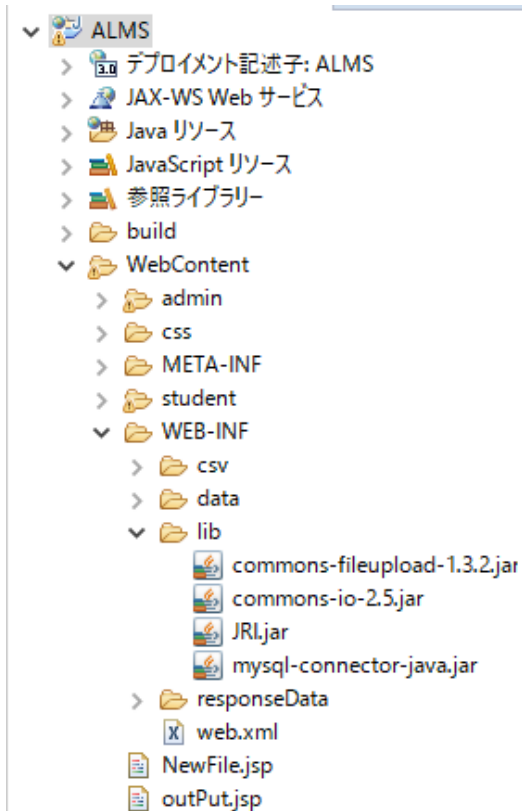 ALMS
3.0 デプロイメント記述子: ALMS
JAX-WS Web サービス
Java リソース
JavaScript リソース
参照ライブラリー
build
WebContent
admin
css
META-INF
student
WEB-INF
csv
data
lib
commons-fileupload-1.3.2.jar
commons-io-2.5.jar
JRI.jar
mysql-connector-java.jar
responseData
X web.xml
NewFile.jsp
outPut.jsp